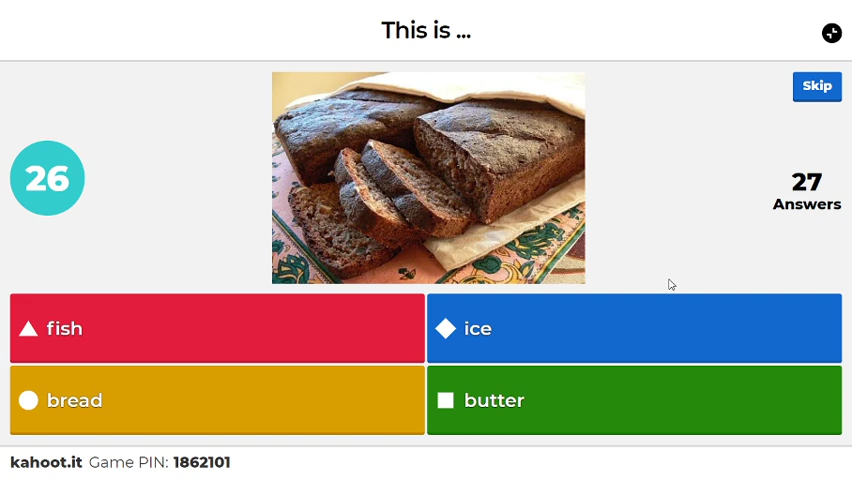 This is ...
Skip
26
27
Answers
fish
ice
bread
butter
kahoot.it Game PIN: 1862101